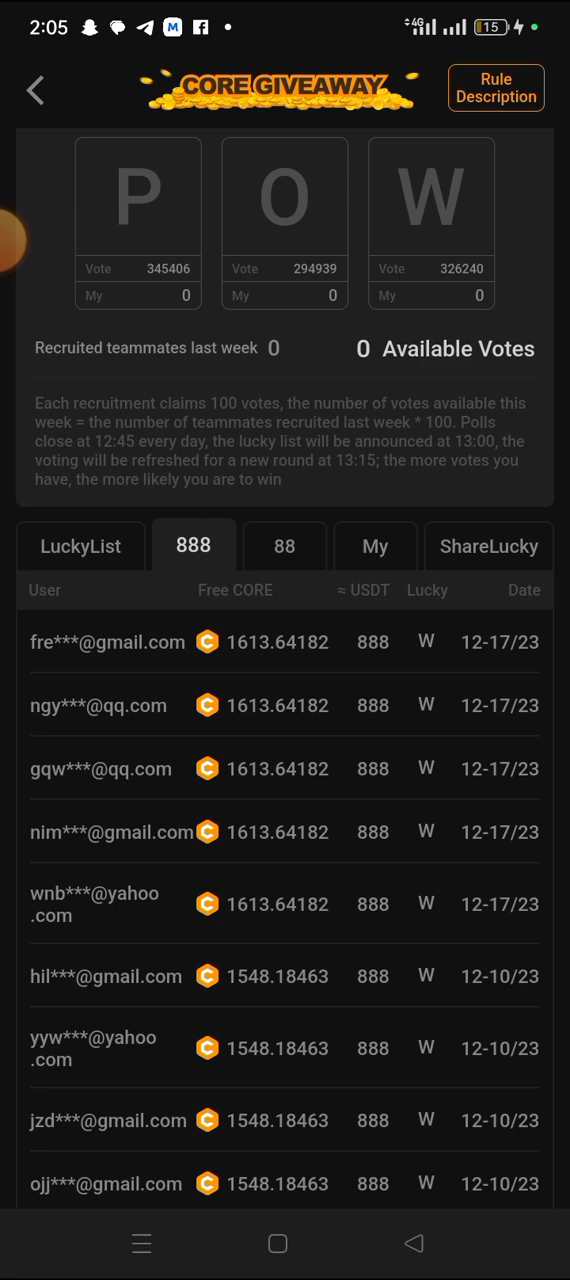 2:05 M 4G 15
CORE GIVEAWAY
Rule
Description
P O W
Vote 345406 Vote 294939 Vote 326240
My 0 My 0 My 0
Recruited teammates last week 0 0 Available Votes
Each recruitment claims 100 votes, the number of votes available this
week = the number of teammates recruited last week * 100. Polls
close at 12:45 every day, the lucky list will be announced at 13:00, the
voting will be refreshed for a new round at 13:15; the more votes you
have, the more likely you are to win
LuckyList 888 88 My ShareLucky
User Free CORE ≈ USDT Lucky Date
fre***@gmail.com 1613.64182 888 W 12-17/23
ngy***@qq.com 1613.64182 888 W 12-17/23
gqw***@qq.com 1613.64182 888 W 12-17/23
nim***@gmail.com 1613.64182 888 W 12-17/23
wnb***@yahoo
.com 1613.64182 888 W 12-17/23
hil***@gmail.com 1548.18463 888 W 12-10/23
yyw***@yahoo
.com 1548.18463 888 W 12-10/23
jzd***@gmail.com 1548.18463 888 W 12-10/23
ojj***@gmail.com 1548.18463 888 W 12-10/23